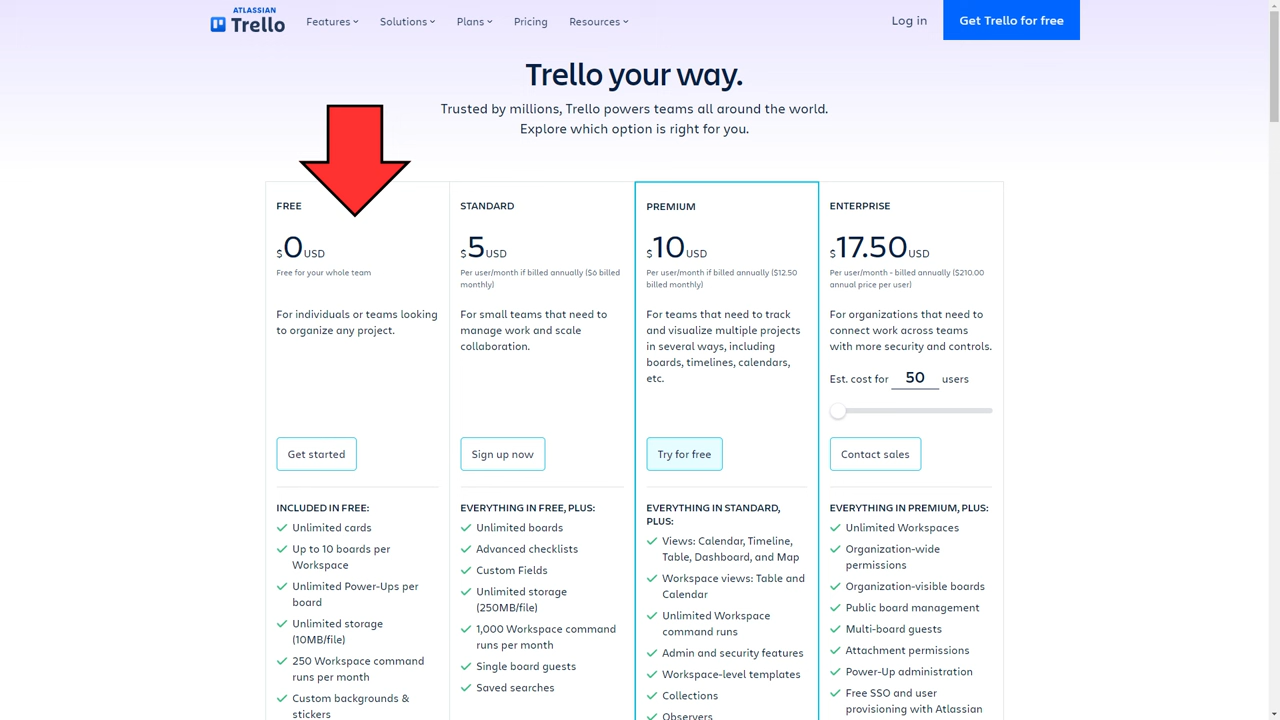 ATLASSIAN
Trello
Features
Solutions
Plans
Pricing
Resources
Log in
Get Trello for free
Trello your way.
Trusted by millions, Trello powers teams all around the world.
Explore which option is right for you.
FREE
$0USD
Free for your whole team
For individuals or teams looking
to organize any project.
Get started
INCLUDED IN FREE:
Unlimited cards
Up to 10 boards per
Workspace
Unlimited Power-Ups per
board
Unlimited storage
(10MB/file)
250 Workspace command
runs per month
Custom backgrounds &
stickers
STANDARD
$5USD
Per user/month if billed annually ($6 billed
monthly)
For small teams that need to
manage work and scale
collaboration.
Sign up now
EVERYTHING IN FREE, PLUS:
Unlimited boards
Advanced checklists
Custom Fields
Unlimited storage
(250MB/file)
1,000 Workspace command
runs per month
Single board guests
Saved searches
PREMIUM
$10USD
Per user/month if billed annually ($12.50
billed monthly)
For teams that need to track
and visualize multiple projects
in several ways, including
boards, timelines, calendars,
etc.
Try for free
EVERYTHING IN STANDARD,
PLUS:
Views: Calendar, Timeline,
Table, Dashboard, and Map
Workspace views: Table and
Calendar
Unlimited Workspace
command runs
Admin and security features
Workspace-level templates
Collections
Observers
ENTERPRISE
$17.50USD
Per user/month - billed annually ($210.00
annual price per user)
For organizations that need to
connect work across teams
with more security and controls.
Est. cost for 50 users
Contact sales
EVERYTHING IN PREMIUM, PLUS:
Unlimited Workspaces
Organization-wide
permissions
Organization-visible boards
Public board management
Multi-board guests
Attachment permissions
Power-Up administration
Free SSO and user
provisioning with Atlassian